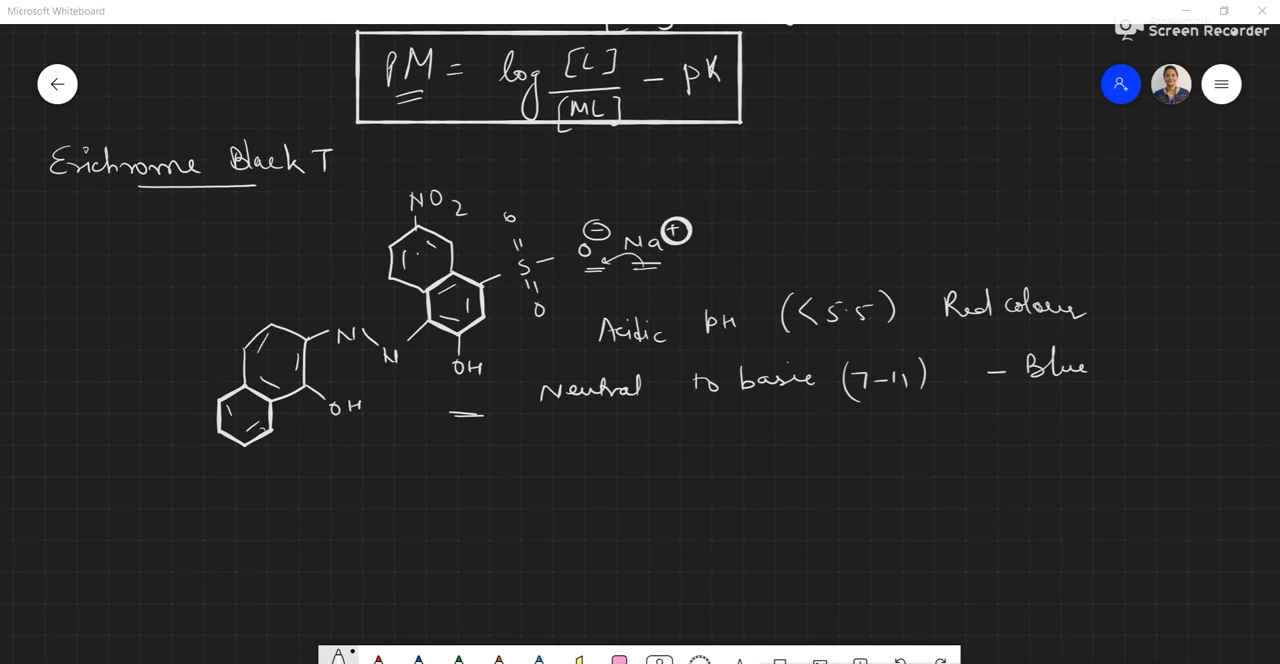 Microsoft Whiteboard
Screen Recorder
PM = log [L] / [ML] - pK
Erichrome Black T
NO2
O
S
O
O⊖ Na⊕
N
N
OH
OH
Acidic pH (< 5.5) Red colour
Neutral to basic (7-11) - Blue